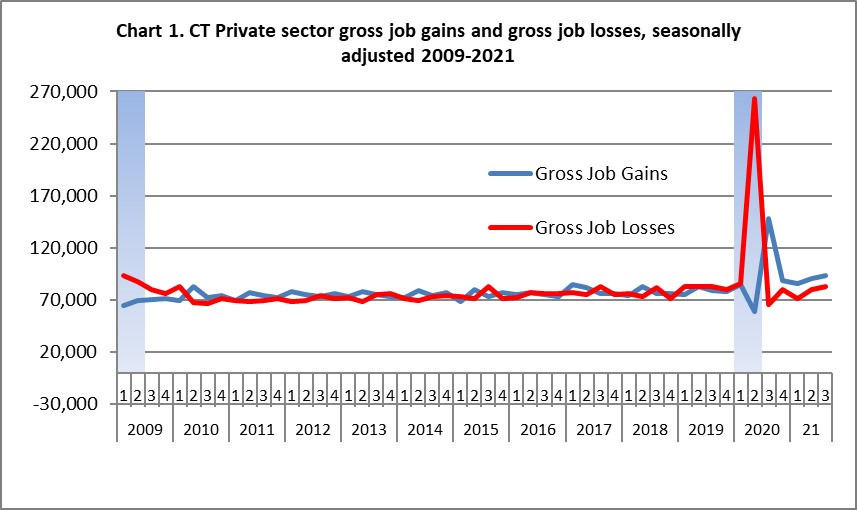 Chart 1. CT Private sector gross job gains and gross job losses, seasonally
adjusted 2009-2021
270,000
220,000
170,000
120,000
70,000
20,000
-30,000
Gross Job Gains
Gross Job Losses
1 2 3 4 1 2 3 4 1 2 3 4 1 2 3 4 1 2 3 4 1 2 3 4 1 2 3 4 1 2 3 4 1 2 3 4 1 2 3 4 1 2 3 4 1 2 3 4 1 2 3
2009 2010 2011 2012 2013 2014 2015 2016 2017 2018 2019 2020 21